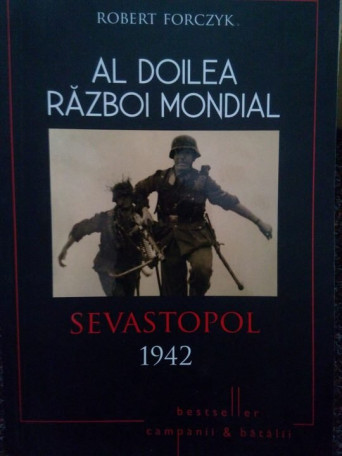 ROBERT FORCZYK
AL DOILEA
RĂZBOI MONDIAL
SEVASTOPOL
1942
bestseller
campanii & bătălii